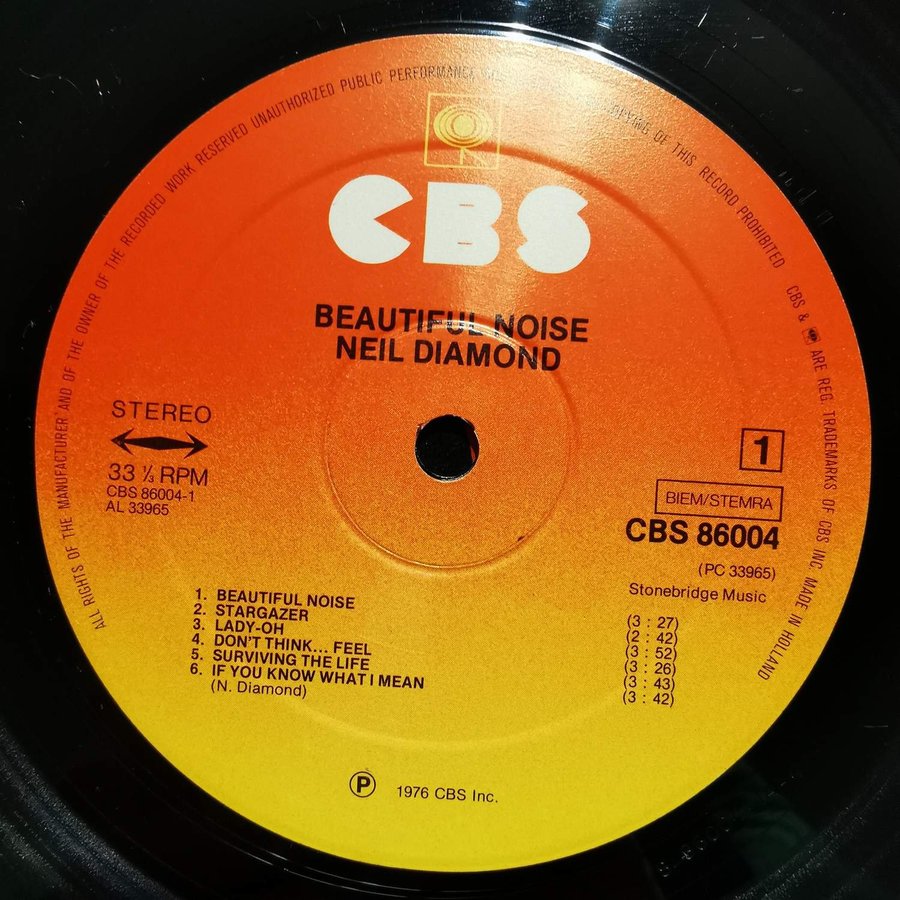 ALL RIGHTS OF THE MANUFACTURER AND OF THE OWNER OF THE RECORDED WORK RESERVED UNAUTHORIZED PUBLIC PERFORMANCE
COPYING OF THIS RECORD PROHIBITED
CBS & ARE REG. TRADEMARKS OF CBS INC MADE IN HOLLAND
CBS
BEAUTIFUL NOISE
NEIL DIAMOND
STEREO
33 ⅓ RPM
CBS 86004-1
AL 33965
1
BIEM/STEMRA
CBS 86004
(PC 33965)
Stonebridge Music
1. BEAUTIFUL NOISE (3 : 27)
2. STARGAZER (2 : 42)
3. LADY-OH (3 : 52)
4. DON'T THINK... FEEL (3 : 26)
5. SURVIVING THE LIFE (3 : 43)
6. IF YOU KNOW WHAT I MEAN (3 : 42)
(N. Diamond)
℗ 1976 CBS Inc.